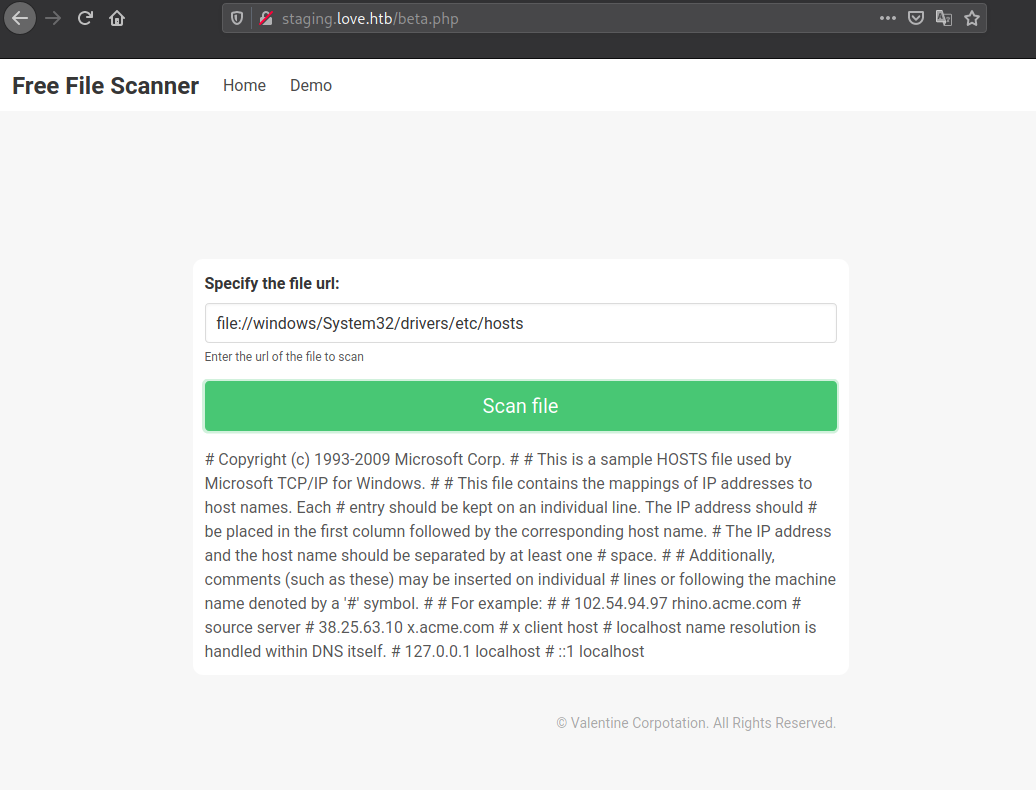 staging.love.htb/beta.php
Free File Scanner Home Demo
Specify the file url:
file://windows/System32/drivers/etc/hosts
Enter the url of the file to scan
Scan file
# Copyright (c) 1993-2009 Microsoft Corp. # # This is a sample HOSTS file used by
Microsoft TCP/IP for Windows. # # This file contains the mappings of IP addresses to
host names. Each # entry should be kept on an individual line. The IP address should #
be placed in the first column followed by the corresponding host name. # The IP address
and the host name should be separated by at least one # space. # # Additionally,
comments (such as these) may be inserted on individual # lines or following the machine
name denoted by a '#' symbol. # # For example: # # 102.54.94.97 rhino.acme.com #
source server # 38.25.63.10 x.acme.com # x client host # localhost name resolution is
handled within DNS itself. # 127.0.0.1 localhost # ::1 localhost
© Valentine Corpotation. All Rights Reserved.